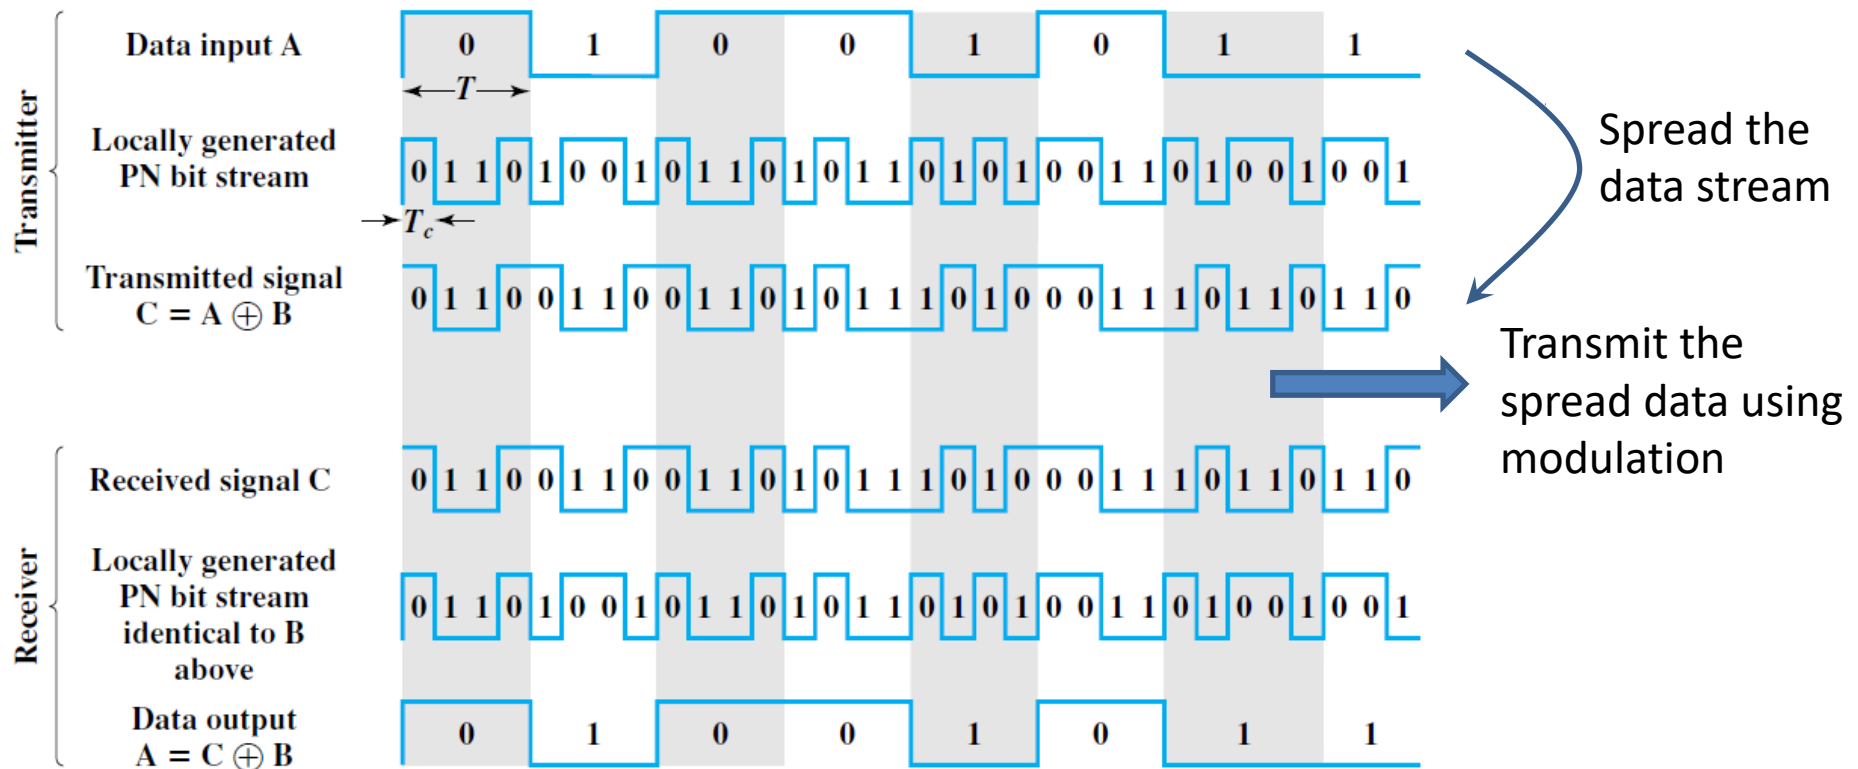 Transmitter
Data input A
0 1 0 0 1 0 1 1
T
Locally generated
PN bit stream
0 1 1 0 1 0 0 1 0 1 1 0 1 0 1 1 0 1 0 1 0 0 1 1 0 1 0 0 1 0 0 1
Tc
Transmitted signal
C = A ⊕ B
0 1 1 0 0 1 1 0 0 1 1 0 1 0 1 1 1 0 1 0 0 0 1 1 1 0 1 1 0 1 1 0
Spread the
data stream
Transmit the
spread data using
modulation
Receiver
Received signal C
0 1 1 0 0 1 1 0 0 1 1 0 1 0 1 1 1 0 1 0 0 0 1 1 1 0 1 1 0 1 1 0
Locally generated
PN bit stream
identical to B
above
0 1 1 0 1 0 0 1 0 1 1 0 1 0 1 1 0 1 0 1 0 0 1 1 0 1 0 0 1 0 0 1
Data output
A = C ⊕ B
0 1 0 0 1 0 1 1